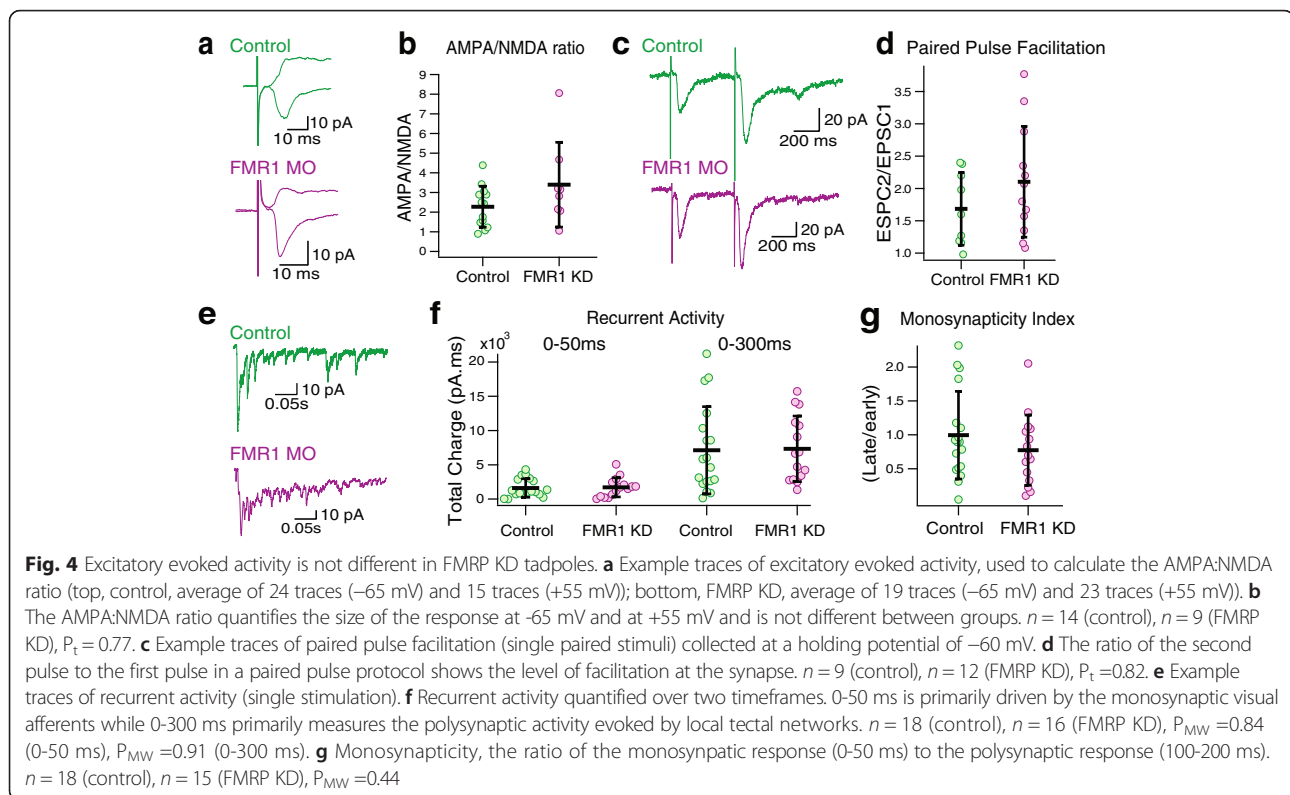 a
Control
10 pA
10 ms
FMR1 MO
10 pA
10 ms
b
AMPA/NMDA ratio
AMPA/NMDA
9
8
7
6
5
4
3
2
1
0
Control
FMR1 KD
c
Control
20 pA
200 ms
FMR1 MO
20 pA
200 ms
d
Paired Pulse Facilitation
ESPC2/EPSC1
3.5
3.0
2.5
2.0
1.5
1.0
Control FMR1 KD
e
Control
10 pA
0.05s
FMR1 MO
10 pA
0.05s
f
Recurrent Activity
x10³
0-50ms
0-300ms
Total Charge (pA.ms)
20
15
10
5
0
Control
FMR1 KD
Control
FMR1 KD
g
Monosynapticity Index
(Late/early)
2.0
1.5
1.0
0.5
Control
FMR1 KD
Fig. 4 Excitatory evoked activity is not different in FMRP KD tadpoles. a Example traces of excitatory evoked activity, used to calculate the AMPA:NMDA
ratio (top, control, average of 24 traces (−65 mV) and 15 traces (+55 mV)); bottom, FMRP KD, average of 19 traces (−65 mV) and 23 traces (+55 mV)). b
The AMPA:NMDA ratio quantifies the size of the response at -65 mV and at +55 mV and is not different between groups. n = 14 (control), n = 9 (FMRP
KD), Pt = 0.77. c Example traces of paired pulse facilitation (single paired stimuli) collected at a holding potential of −60 mV. d The ratio of the second
pulse to the first pulse in a paired pulse protocol shows the level of facilitation at the synapse. n = 9 (control), n = 12 (FMRP KD), Pt =0.82. e Example
traces of recurrent activity (single stimulation). f Recurrent activity quantified over two timeframes. 0-50 ms is primarily driven by the monosynaptic visual
afferents while 0-300 ms primarily measures the polysynaptic activity evoked by local tectal networks. n = 18 (control), n = 16 (FMRP KD), PMW =0.84
(0-50 ms), PMW =0.91 (0-300 ms). g Monosynapticity, the ratio of the monosynpatic response (0-50 ms) to the polysynaptic response (100-200 ms).
n = 18 (control), n = 15 (FMRP KD), PMW =0.44